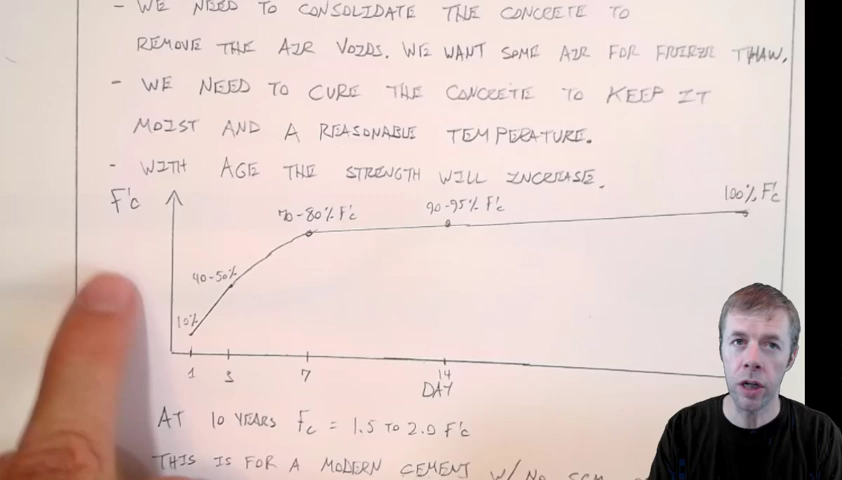 - WE NEED TO CONSOLIDATE THE CONCRETE TO
REMOVE THE AIR VOIDS. WE WANT SOME AIR FOR FREEZE THAW.
- WE NEED TO CURE THE CONCRETE TO KEEP IT
MOIST AND A REASONABLE TEMPERATURE.
- WITH AGE THE STRENGTH WILL INCREASE.
F'c
100% F'c
70-80% F'c
90-95% F'c
40-50%
10%
1 3 7 14
DAY
AT 10 YEARS Fc = 1.5 TO 2.0 F'c
THIS IS FOR A MODERN CEMENT W/ NO SCM